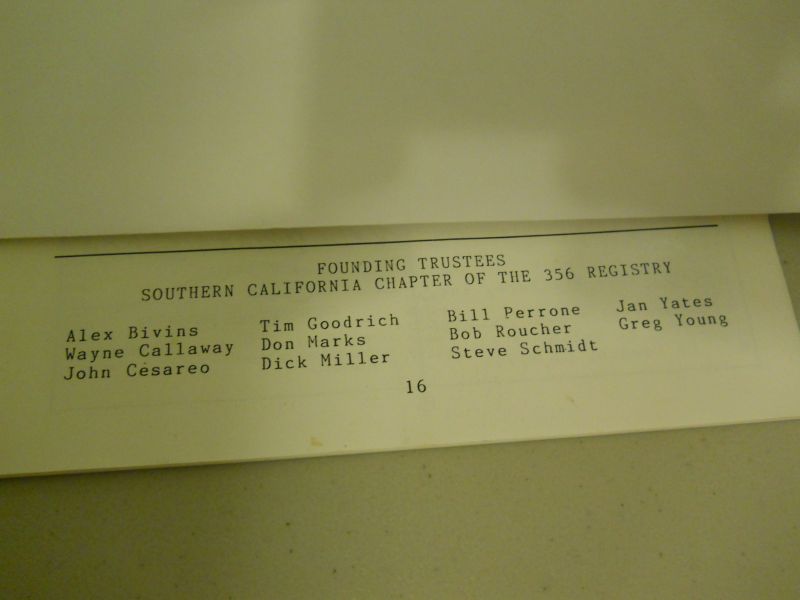 FOUNDING TRUSTEES
SOUTHERN CALIFORNIA CHAPTER OF THE 356 REGISTRY
Alex Bivins Tim Goodrich Bill Perrone Jan Yates
Wayne Callaway Don Marks Bob Roucher Greg Young
John Cesareo Dick Miller Steve Schmidt
16